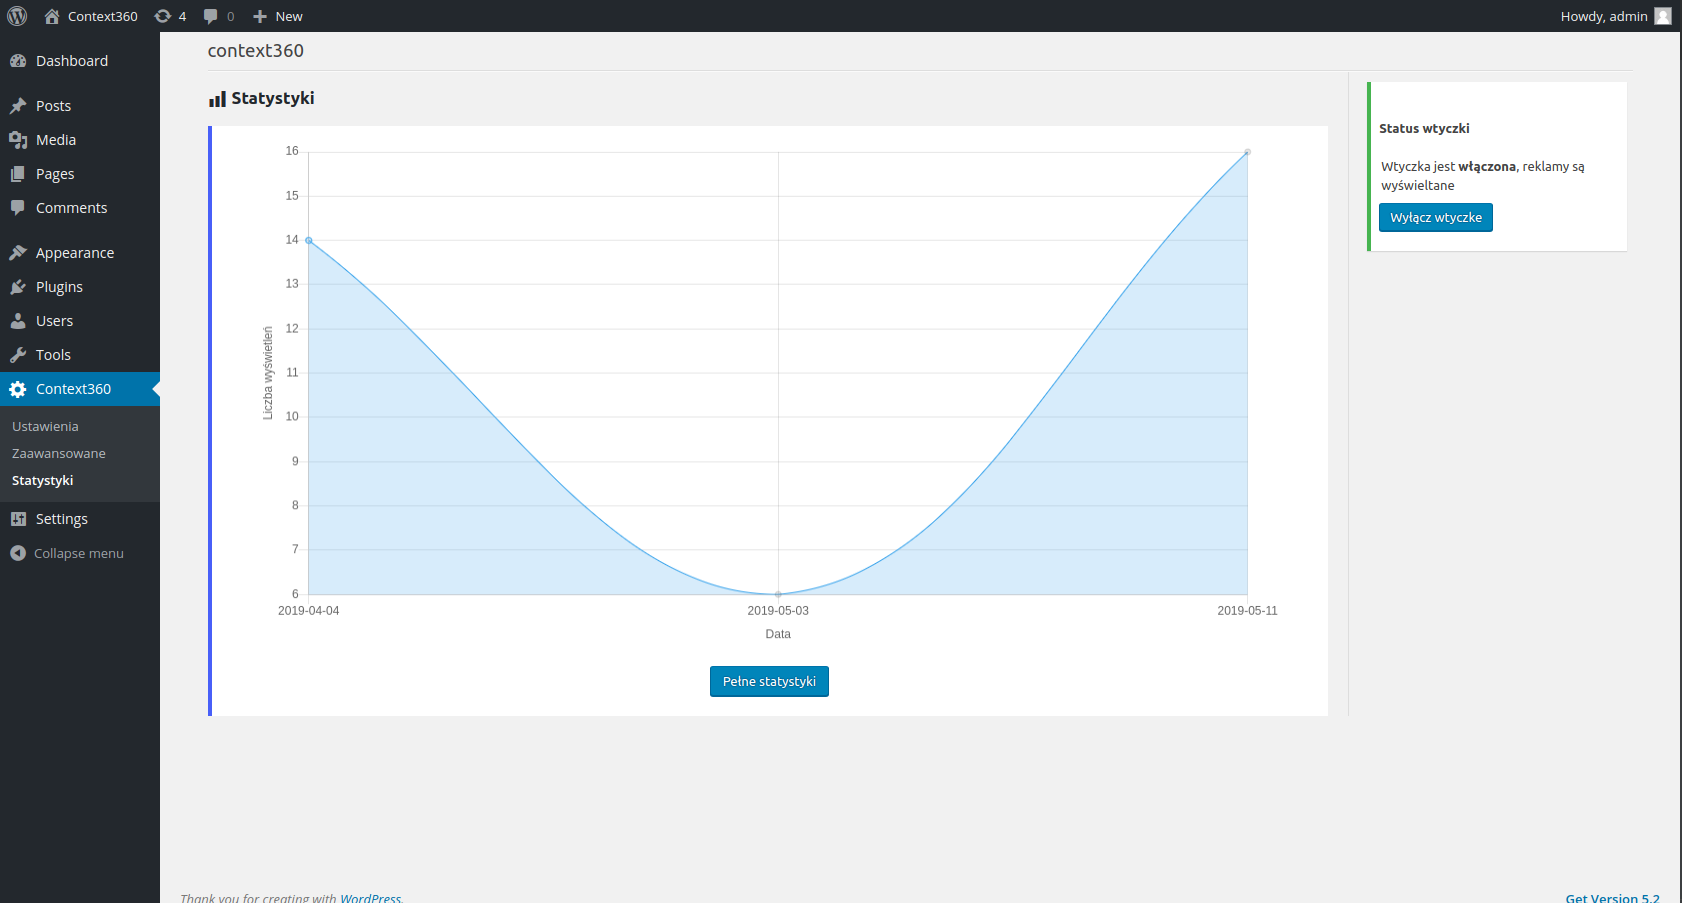 Context360
4
0
New
Howdy, admin
Dashboard
Posts
Media
Pages
Comments
Appearance
Plugins
Users
Tools
Context360
Ustawienia
Zaawansowane
Statystyki
Settings
Collapse menu
context360
Statystyki
16
15
14
13
12
11
10
9
8
7
6
Liczba wyświetleń
2019-04-04
2019-05-03
2019-05-11
Data
Pełne statystyki
Status wtyczki
Wtyczka jest włączona, reklamy są
wyświeltane
Wyłącz wtyczke
Thank you for creating with WordPress.
Get Version 5.2